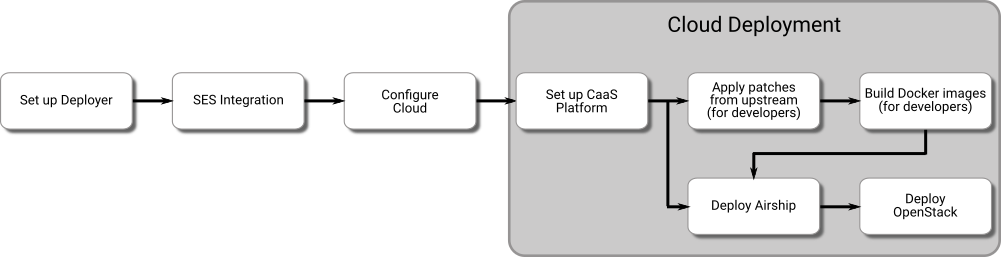 Cloud Deployment
Set up Deployer
SES Integration
Configure
Cloud
Set up CaaS
Platform
Apply patches
from upstream
(for developers)
Build Docker images
(for developers)
Deploy Airship
Deploy
OpenStack